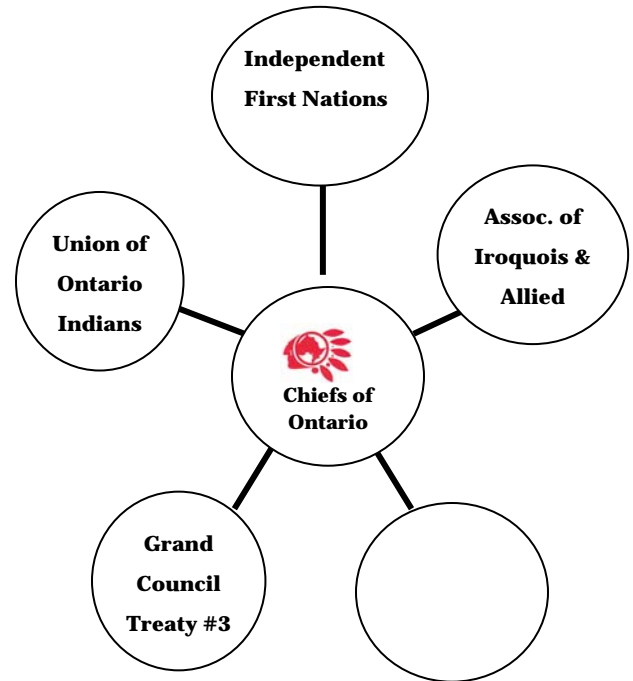 Independent
First Nations
Assoc. of
Iroquois &
Allied
Union of
Ontario
Indians
Chiefs of
Ontario
Grand
Council
Treaty #3